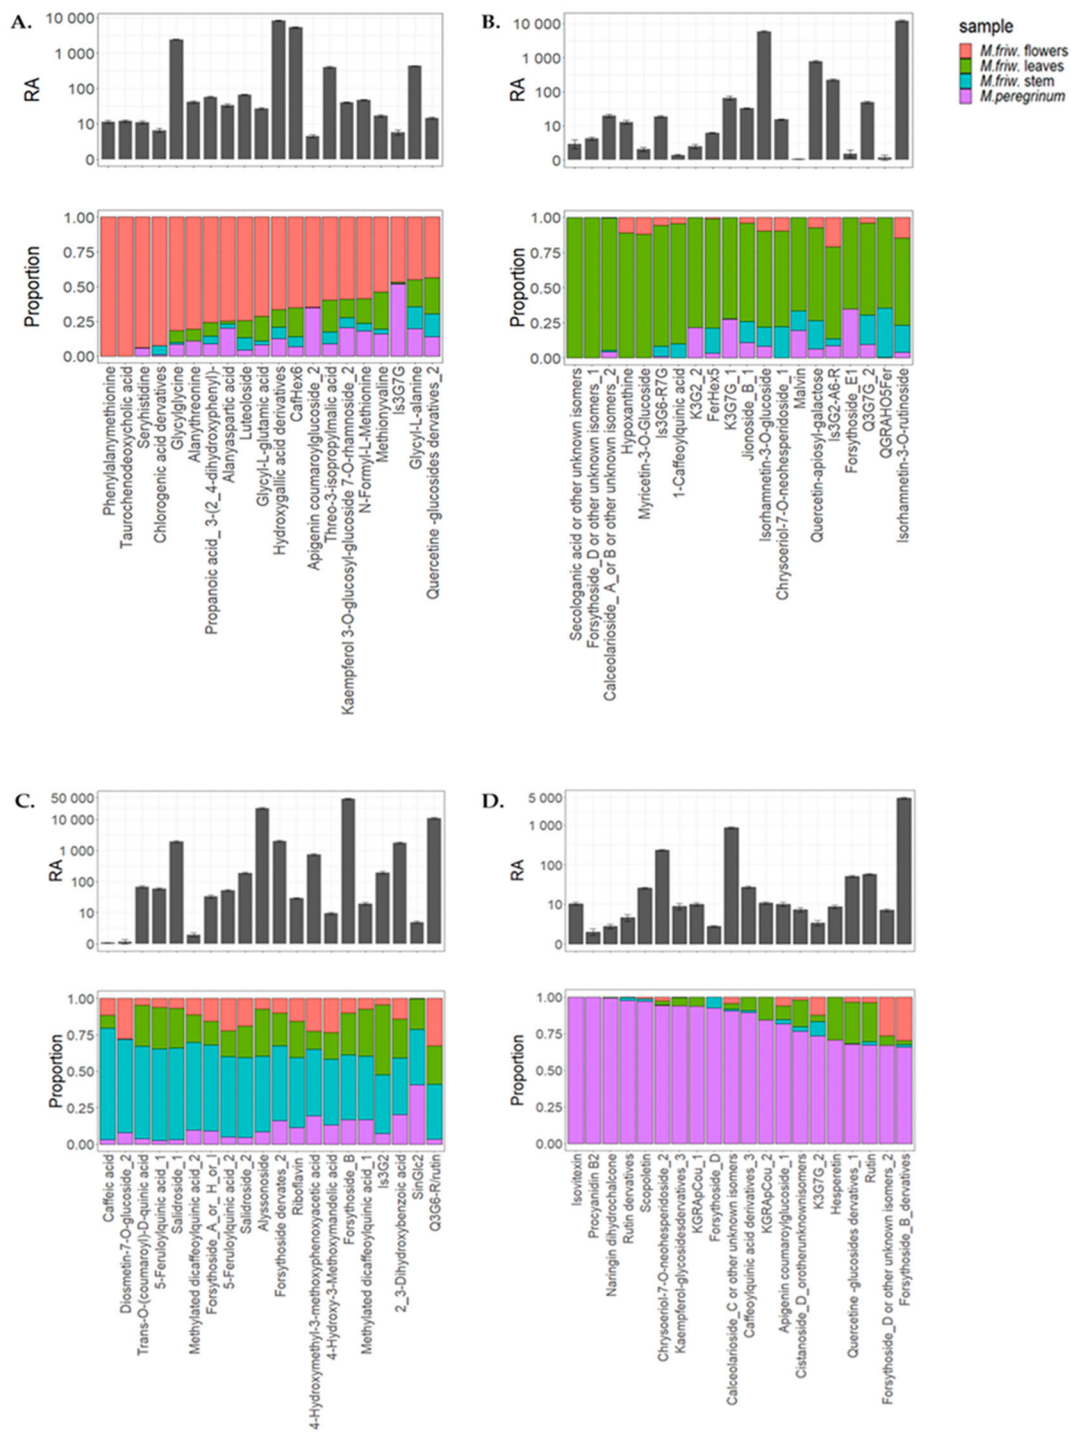 A.
RA
10 000
1 000
100
10
0
Proportion
1.00
0.75
0.50
0.25
0.00
Phenylalanymethionine
Taurochenodeoxycholic acid
Seryhistidine
Chlorogenic acid derivatives
Glycylglycine
Alanythreonine
Propanoic acid_ 3-(2_4-dihydroxyphenyl)-
Alanyaspartic acid
Luteoloside
Glycyl-L-glutamic acid
Hydroxygallic acid derivatives
CafHex6
Apigenin coumaroylglucoside_2
Threo-3-isopropylmalic acid
Kaempferol 3-O-glucosyl-glucoside 7-O-rhamnoside_2
N-Formyl-L-Methionine
Methionyvaline
Is3G7G
Glycyl-L-alanine
Quercetine -glucosides dervatives_2
B.
RA
10 000
1 000
100
10
0
Proportion
1.00
0.75
0.50
0.25
0.00
Secologanic acid or other unknown isomers
Forsythoside_D or other unknown isomers_1
Calceolarioside_ A_or B or other unknown isomers_2
Hypoxanthine
Myricetin-3-O-Glucoside
Is3G6-R7G
1-Caffeoylquinic acid
K3G2_2
FerHex5
K3G7G_1
Jionoside_B_1
Isorhamnetin-3-O-glucoside
Chrysoeriol-7-O-neohesperidoside_1
Malvin
Quercetin-apiosyl-galactose
Is3G2-A6-R
Forsythoside_E1
Q3G7G_2
QGRAHO5Fer
Isorhamnetin-3-O-rutinoside
sample
M.friw. flowers
M.friw. leaves
M.friw. stem
M.peregrinum
C.
RA
50 000
10 000
1 000
100
10
0
Proportion
1.00
0.75
0.50
0.25
0.00
Caffeic acid
Diosmetin-7-O-glucoside_2
Trans-O-(coumaroyl)-D-quinic acid
5-Feruloylquinic acid_1
Salidroside_1
Methylated dicaffeoylquinic acid_2
Forsythoside_A_or_ H_or_I
5-Feruloylquinic acid_2
Salidroside_2
Alyssonoside
Forsythoside dervates_2
Riboflavin
4-Hydroxymethyl-3-methoxyphenoxyacetic acid
4-Hydroxy-3-Methoxymandelic acid
Forsythoside_B
Methylated dicaffeoylquinic acid_1
Is3G2
2_3-Dihydroxybenzoic acid
SinGlc2
Q3G6-R/rutin
D.
RA
5 000
1 000
100
10
0
Proportion
1.00
0.75
0.50
0.25
0.00
Isovitexin
Procyanidin B2
Naringin dihydrochalcone
Rutin derivatives
Scopoletin
Chrysoeriol-7-O-neohesperidoside_2
Kaempferol-glycosidesderivatives_3
KGRApCou_1
Forsythoside_D
Calceolarioside_C or other unknown isomers
Caffeoylquinic acid derivatives_3
KGRApCou_2
Apigenin coumaroylglucoside_1
Cistanoside_D_orotherunknownisomers
K3G7G_2
Hesperetin
Quercetine -glucosides dervatives_1
Rutin
Forsythoside_D or other unknown isomers_2
Forsythoside_B_derivatives